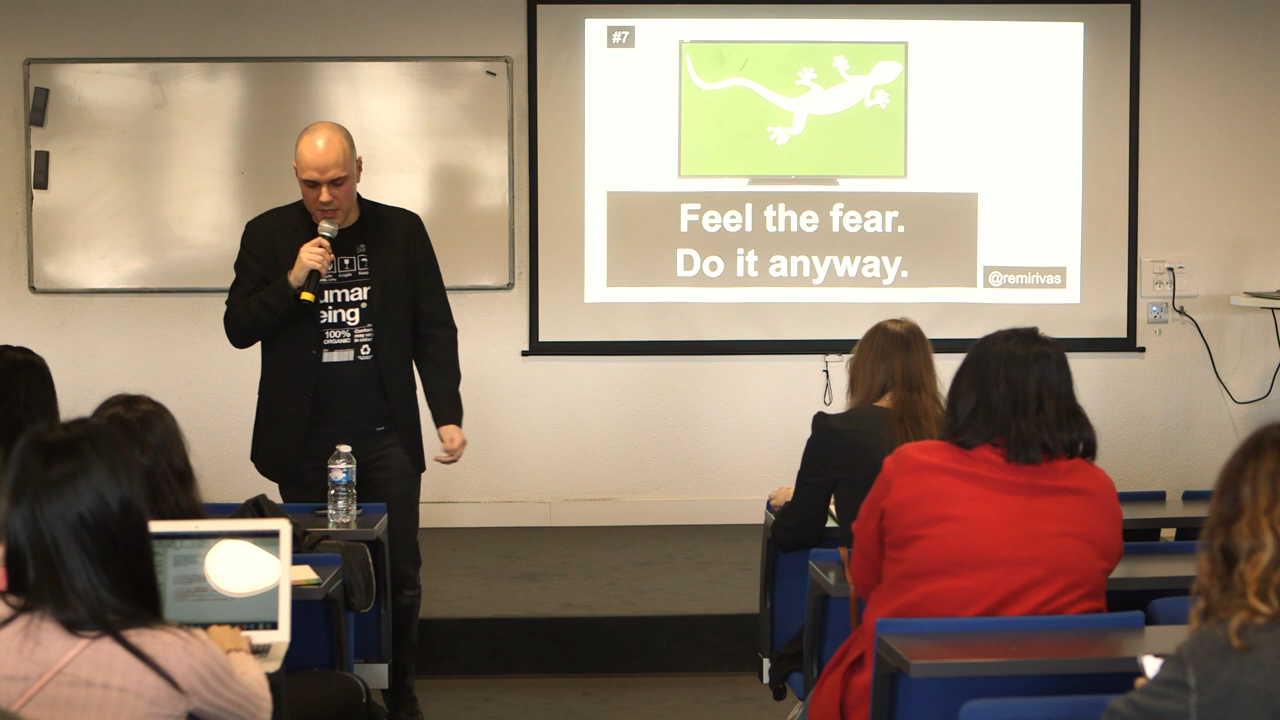 #7
Feel the fear.
Do it anyway.
@remirivas
umar
eing®
100%
ORGANIC